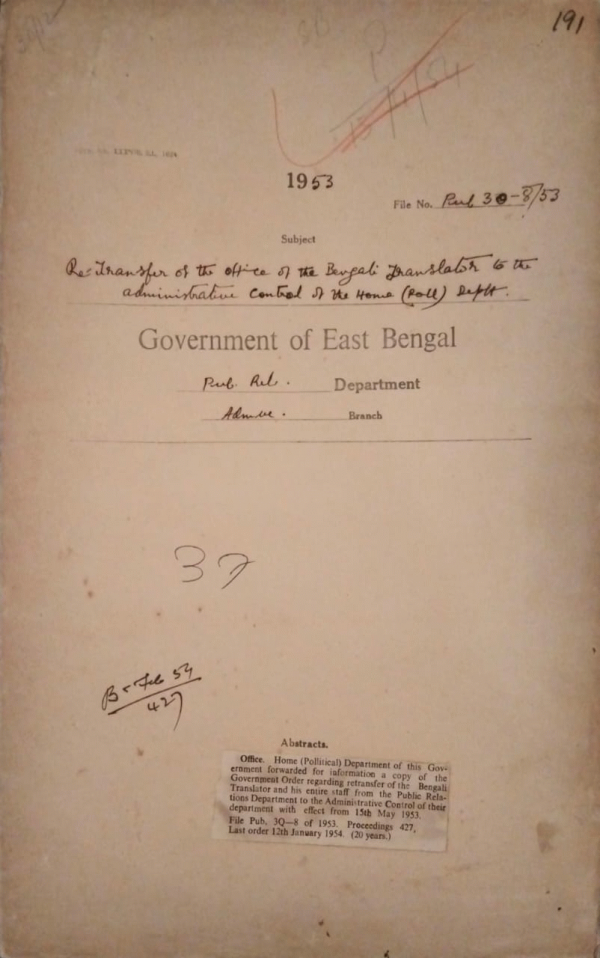 191
1953
File No. Pub 3Q-8/53
Subject
Re-Transfer of the office of the Bengali Translator to the
administrative Control of the Home (Poll) Deptt.
Government of East Bengal
Pub. Rel. Department
Admve. Branch
37
B - Feb 54
427
Abstracts.
Office. Home (Pollitical) Department of this Gov-
ernment forwarded for information a copy of the
Government Order regarding retransfer of the Bengali
Translator and his entire staff from the Public Rela-
tions Department to the Administrative Control of their
department with effect from 15th May 1953.
File Pub. 3Q—8 of 1953. Proceedings 427,
Last order 12th January 1954. (20 years.)